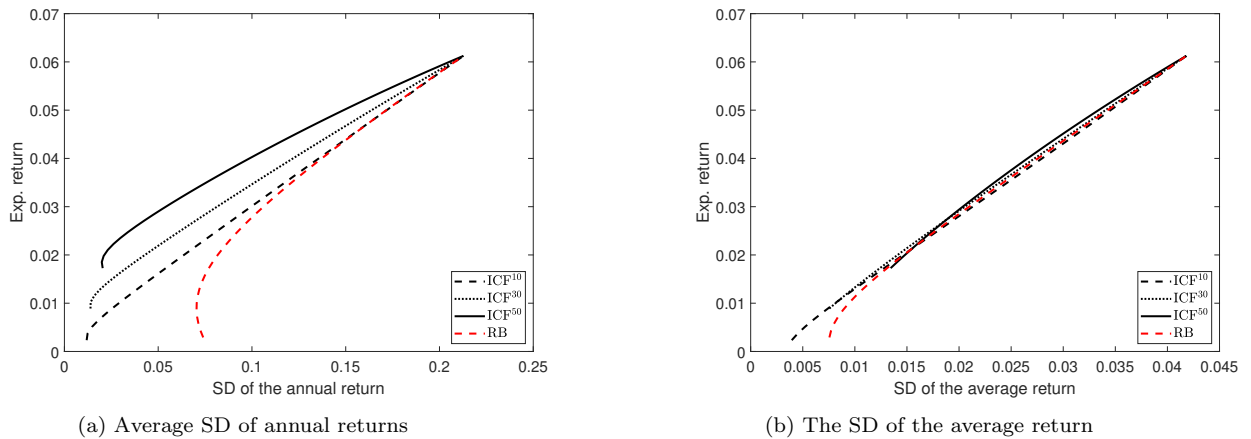 0.07
0.06
0.05
0.04
0.03
0.02
0.01
0
Exp. return
0 0.05 0.1 0.15 0.2 0.25
SD of the annual return
ICF¹⁰
ICF³⁰
ICF⁵⁰
RB
(a) Average SD of annual returns
0.07
0.06
0.05
0.04
0.03
0.02
0.01
0
Exp. return
0 0.005 0.01 0.015 0.02 0.025 0.03 0.035 0.04 0.045
SD of the average return
ICF¹⁰
ICF³⁰
ICF⁵⁰
RB
(b) The SD of the average return